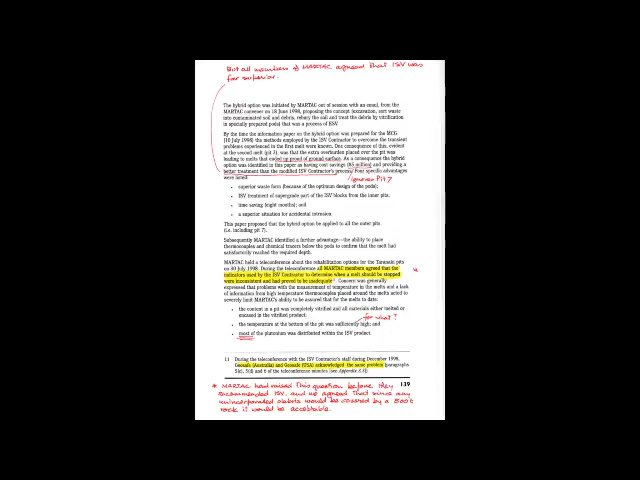 But all members of MARTAC agreed that ISV was
far superior.
The hybrid option was initiated by MARTAC out of session with an email, from the
MARTAC convener on 18 June 1998, proposing the concept (excavation, sort waste
into contaminated soil and debris; rebury the soil and treat the debris by vitrification
in specially prepared pods) that was a process of ESV.
By the time the information paper on the hybrid option was prepared for the MCG
(10 July 1998) the methods employed by the ISV Contractor to overcome the transient
problems experienced in the first melt were known. One consequence of this, evident
at the second melt (pit 3), was that the extra overburden placed over the pit was
leading to melts that ended up proud of ground surface. As a consequence the hybrid
option was identified in this paper as having cost savings ($5 million) and providing a
better treatment than the modified ISV Contractor's process. Four specific advantages
were listed:
ignores Pit 7
• superior waste form (because of the optimum design of the pods);
• ISV treatment of supergrade part of the ISV blocks from the inner pits.
• time saving (eight months); and
• a superior situation for accidental intrusion.
This paper proposed that the hybrid option be applied to all the outer pits
(i.e. including pit 7).
Subsequently MARTAC identified a further advantage—the ability to place
thermocouples and chemical tracers below the pods to confirm that the melt had
satisfactorily reached the required depth.
MARTAC held a teleconference about the rehabilitation options for the Taranaki pits
on 30 July 1998. During the teleconference all MARTAC members agreed that the
indicators used by the ISV Contractor to determine when a melt should be stopped
were inconsistent and had proved to be inadequate. Concern was generally
expressed that problems with the measurement of temperature in the melts and a lack
of information from high temperature thermocouples placed around the melts acted to
severely limit MARTAC's ability to be assured that for the melts to date:
• the content in a pit was completely vitrified and all materials either melted or
encased in the vitrified product;
for what?
• the temperature at the bottom of the pit was sufficiently high; and
• most of the plutonium was distributed within the ISV product.
11 During the teleconference with the ISV Contractor's staff during December 1998,
Geosafe (Australia) and Geosafe (USA) acknowledged the same problem (paragraphs
5(c), 5(d) and 6 of the teleconference minutes [see Appendix 6.8])
139
* MARTAC had raised this question before they
recommended ISV, and we agreed that since any
unincorporated debris would be covered by a 500t
rock it would be acceptable.